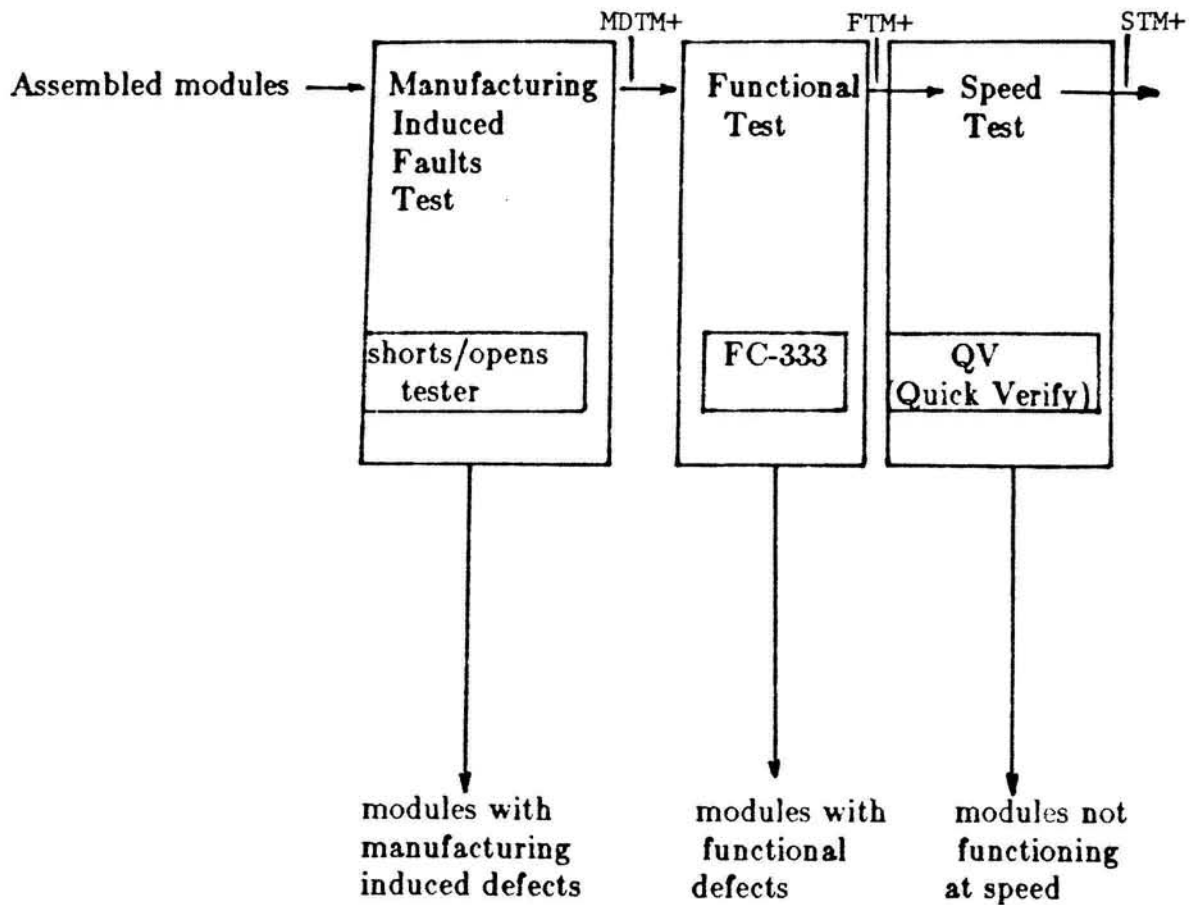 MDTM+
FTM+
STM+
Assembled modules
Manufacturing
Induced
Faults
Test
Functional
Test
Speed
Test
shorts/opens
tester
FC-333
QV
(Quick Verify)
modules with
manufacturing
induced defects
modules with
functional
defects
modules not
functioning
at speed